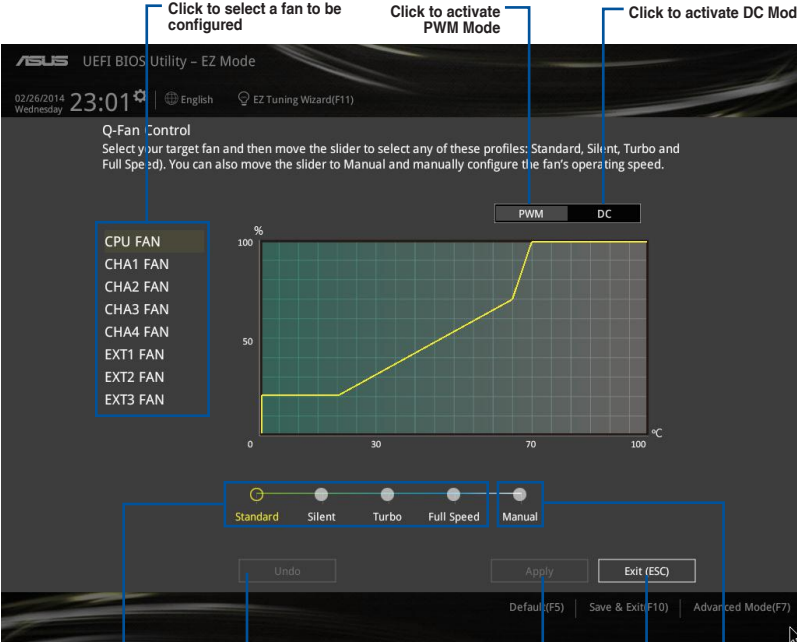 Click to select a fan to be
configured
Click to activate
PWM Mode
Click to activate DC Mod
ASUS UEFI BIOS Utility – EZ Mode
02/26/2014
Wednesday
23:01
English
EZ Tuning Wizard(F11)
Q-Fan Control
Select your target fan and then move the slider to select any of these profiles: Standard, Silent, Turbo and
Full Speed). You can also move the slider to Manual and manually configure the fan's operating speed.
PWM DC
CPU FAN
CHA1 FAN
CHA2 FAN
CHA3 FAN
CHA4 FAN
EXT1 FAN
EXT2 FAN
EXT3 FAN
%
100
50
0 30 70 100
°C
Standard Silent Turbo Full Speed Manual
Undo Apply Exit (ESC)
Default(F5) Save & Exit(F10) Advanced Mode(F7)